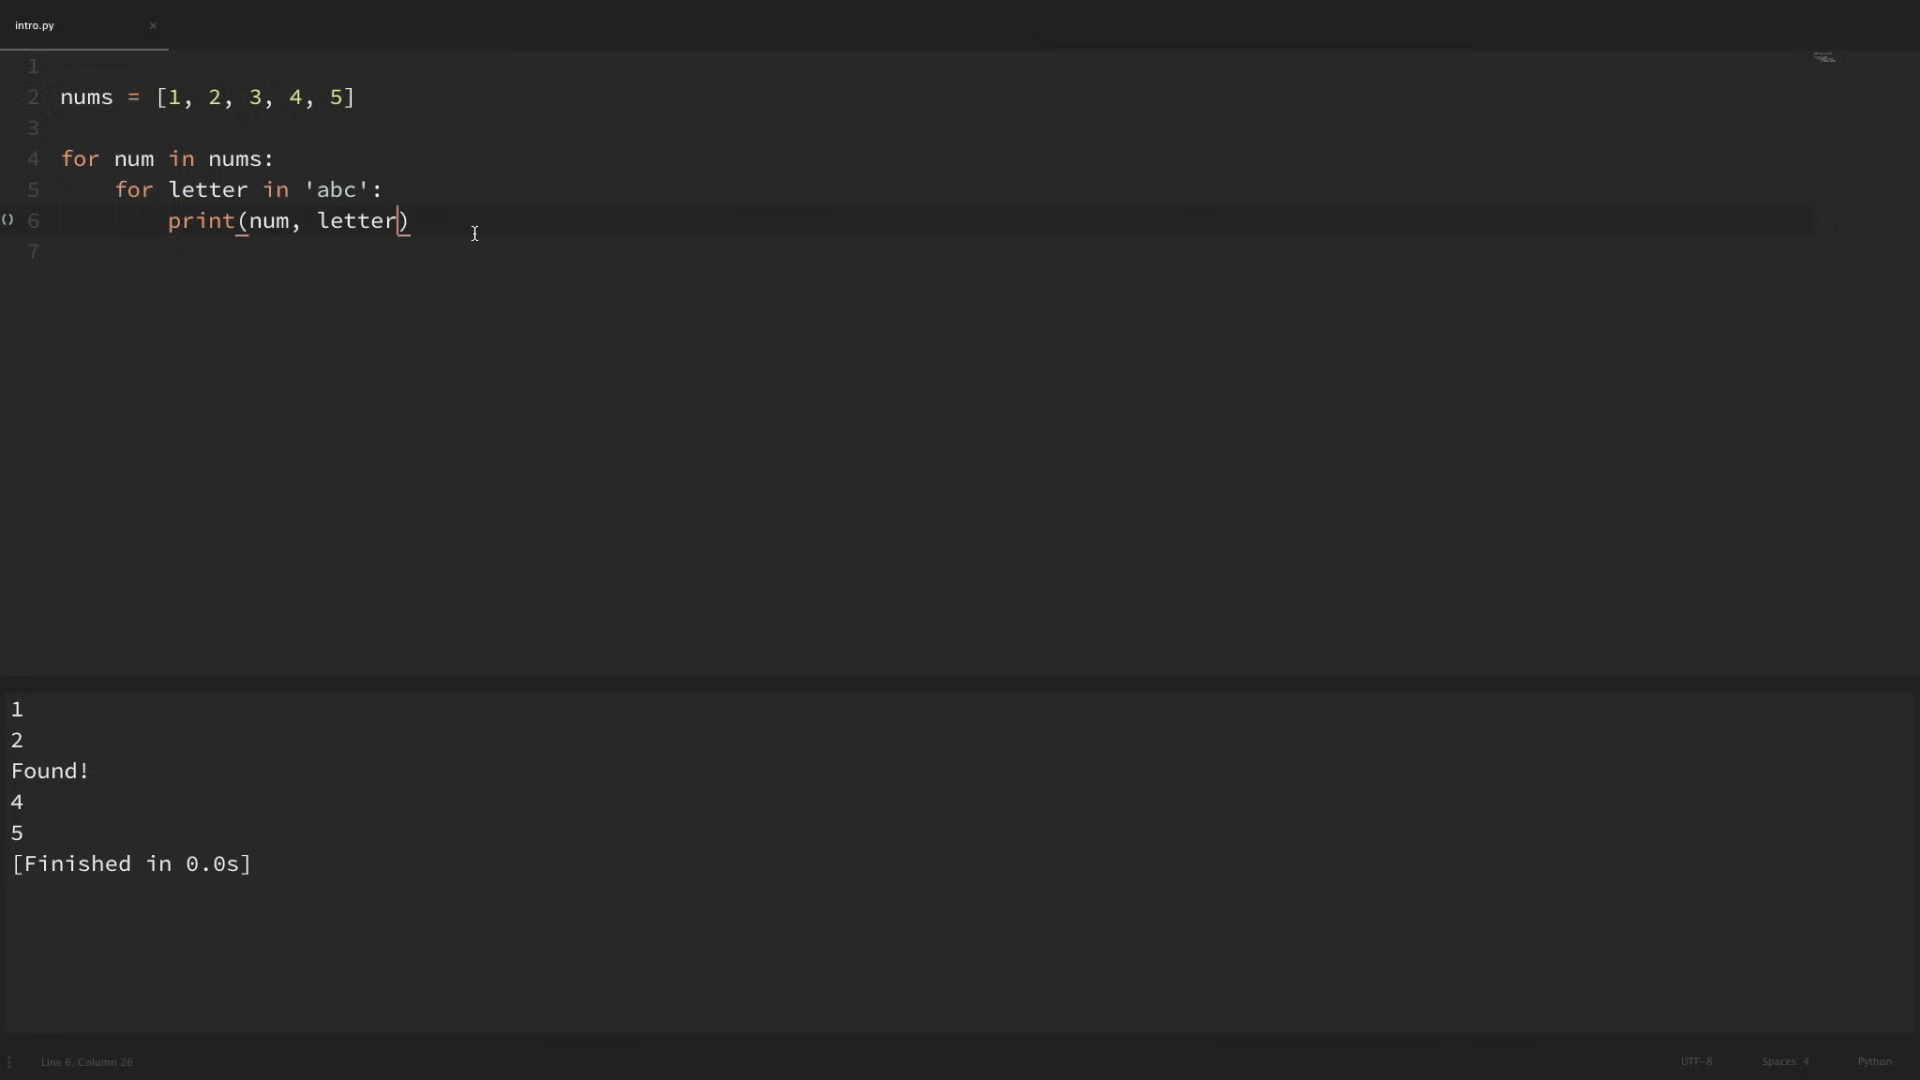 intro.py ×
1
2 nums = [1, 2, 3, 4, 5]
3
4 for num in nums:
5     for letter in 'abc':
() 6         print(num, letter)
7
1
2
Found!
4
5
[Finished in 0.0s]
Line 6, Column 26 UTF-8 Spaces: 4 Python